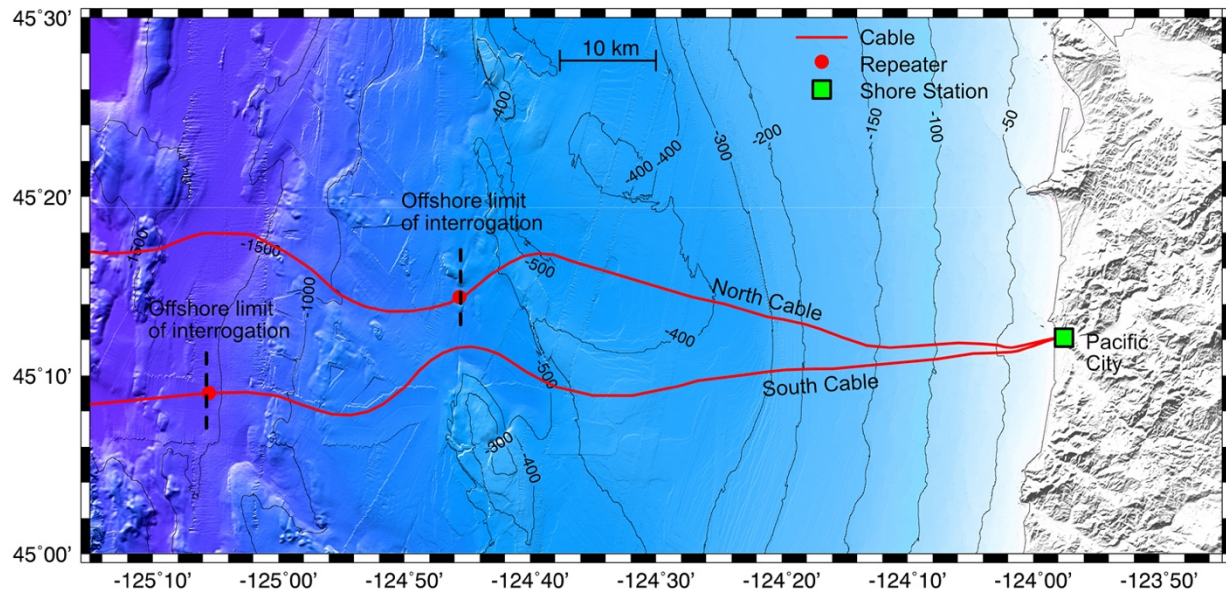 45°30'
45°20'
45°10'
45°00'
-125°10'
-125°00'
-124°50'
-124°40'
-124°30'
-124°20'
-124°10'
-124°00'
-123°50'
10 km
Cable
Repeater
Shore Station
-400
-400
-400
-300
-200
-150
-100
-50
Offshore limit
of interrogation
1500
-1500
-1000
-500
North Cable
Offshore limit
of interrogation
-400
Pacific
City
-500
South Cable
-300
-400